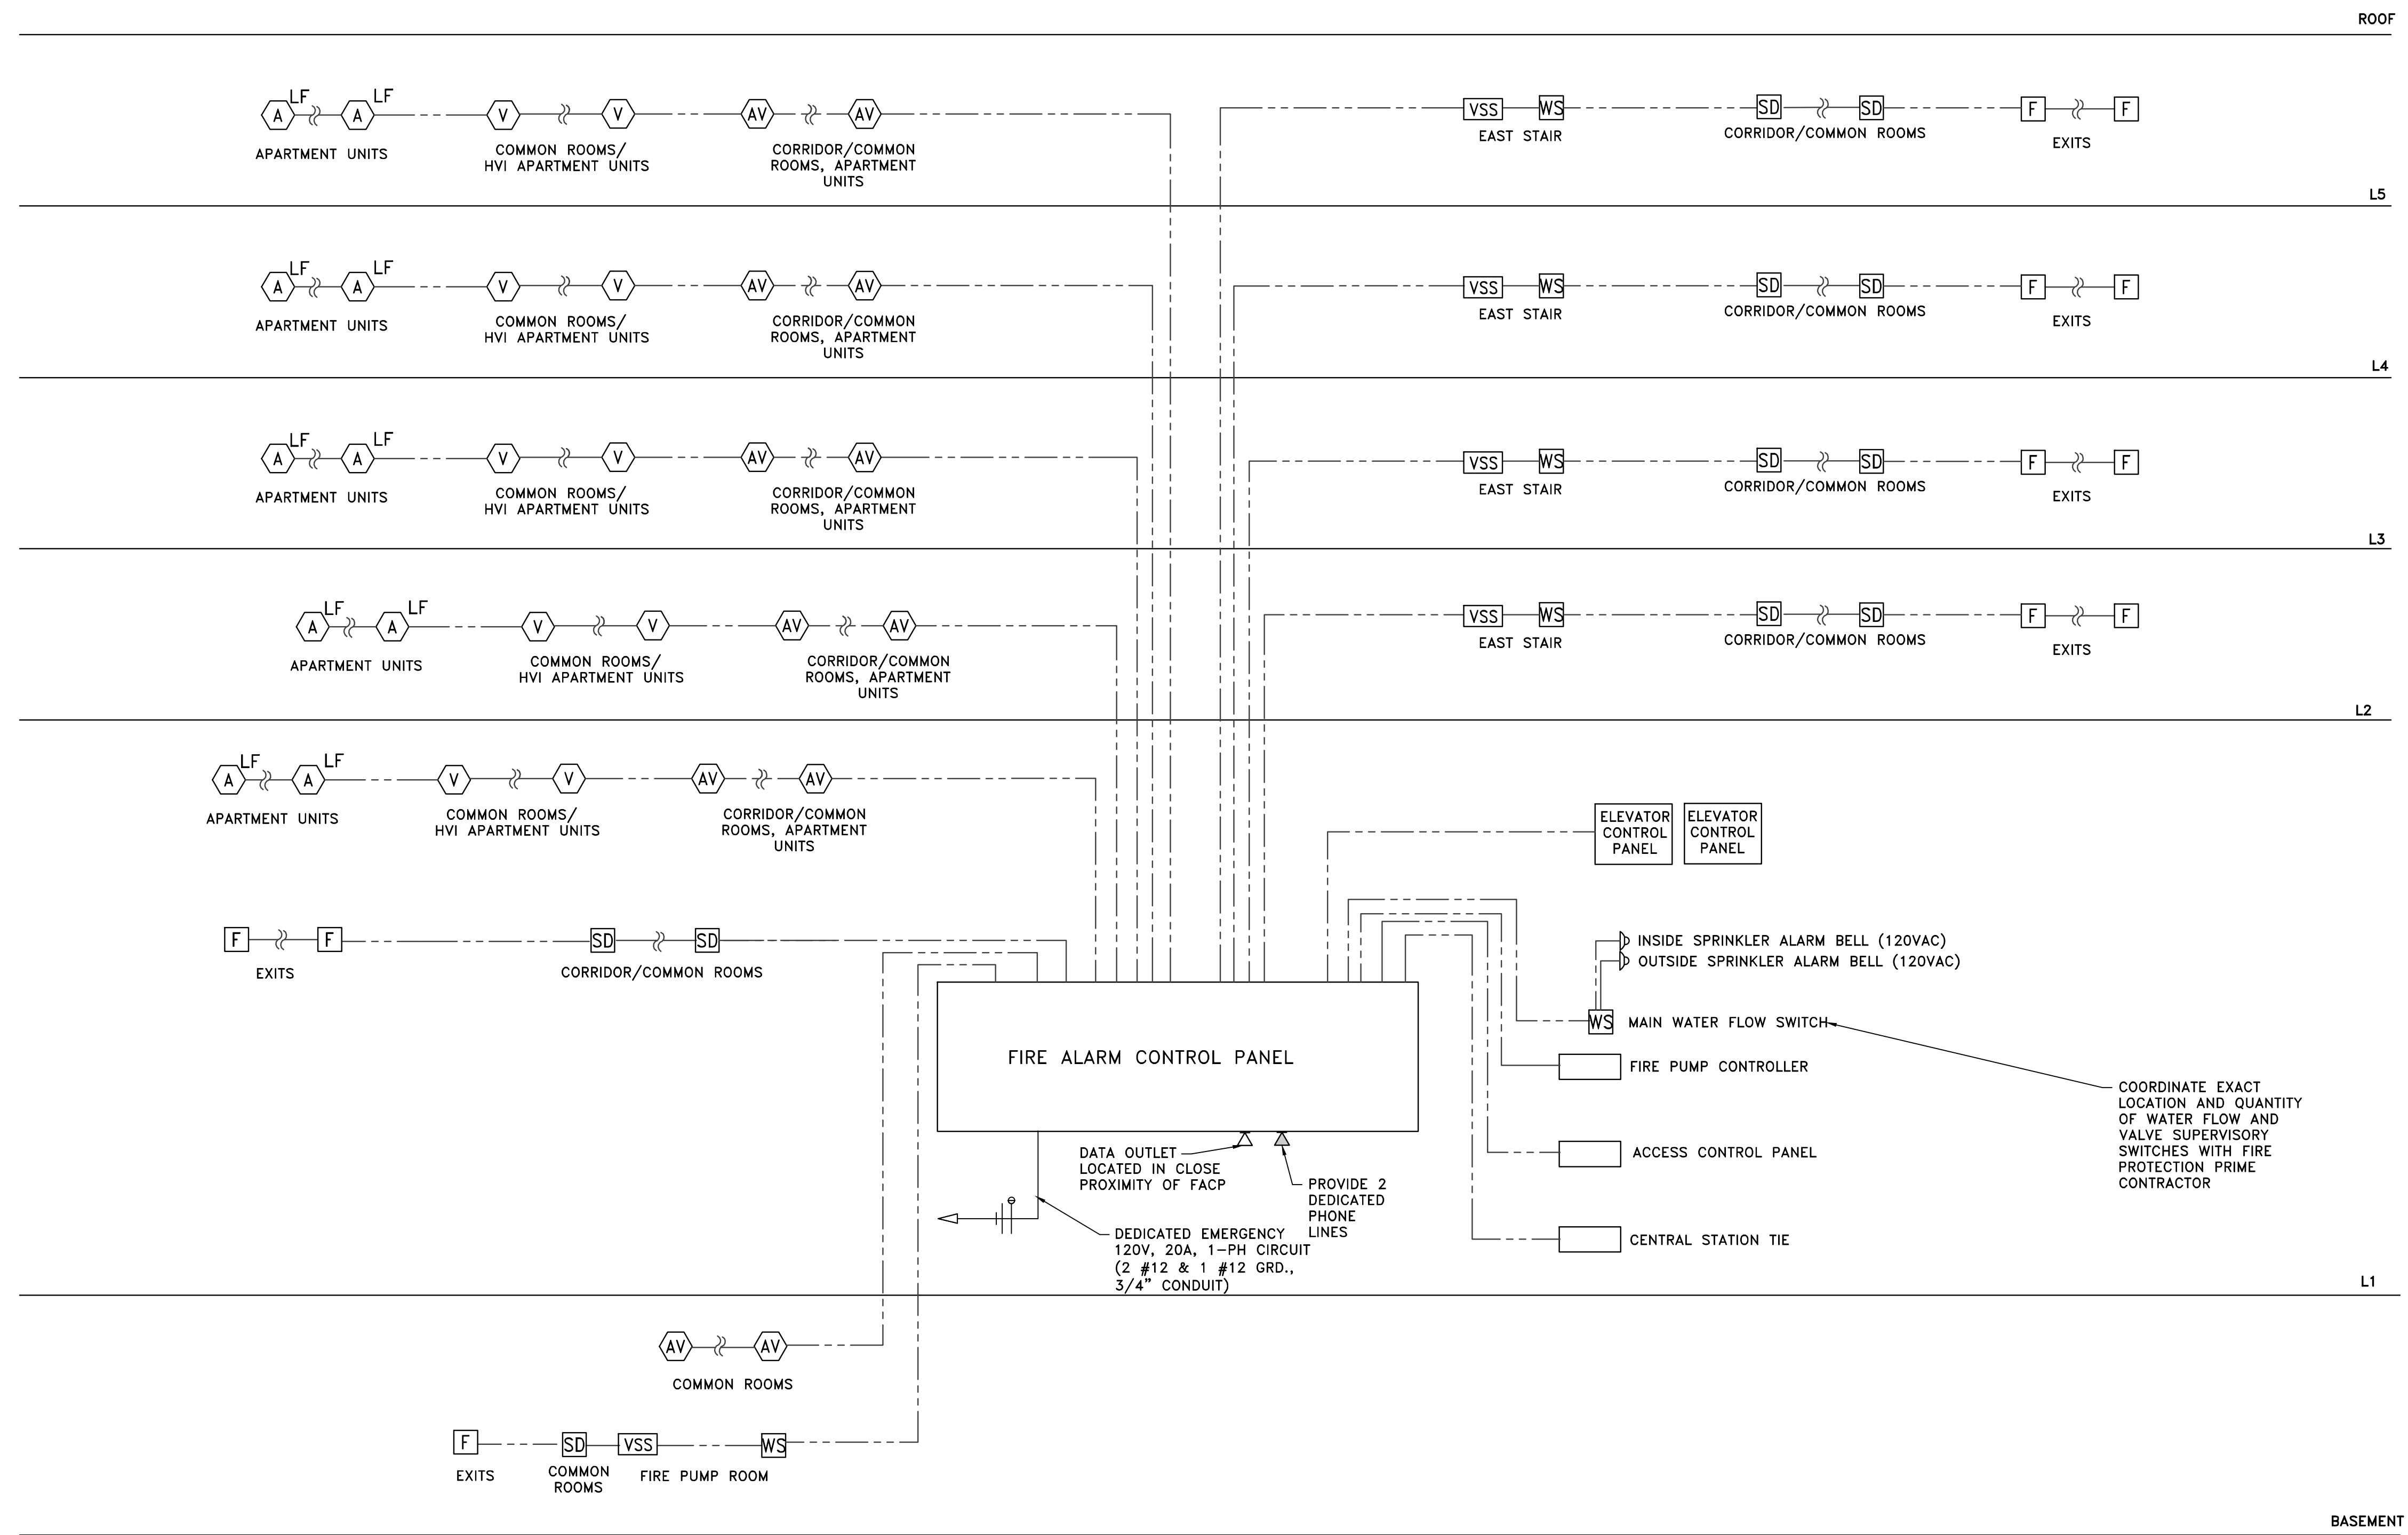 ROOF
A LF A LF V V AV AV VSS WS SD SD F F
APARTMENT UNITS
COMMON ROOMS/
HVI APARTMENT UNITS
CORRIDOR/COMMON
ROOMS, APARTMENT
UNITS
EAST STAIR
CORRIDOR/COMMON ROOMS
EXITS
L5
A LF A LF V V AV AV VSS WS SD SD F F
APARTMENT UNITS
COMMON ROOMS/
HVI APARTMENT UNITS
CORRIDOR/COMMON
ROOMS, APARTMENT
UNITS
EAST STAIR
CORRIDOR/COMMON ROOMS
EXITS
L4
A LF A LF V V AV AV VSS WS SD SD F F
APARTMENT UNITS
COMMON ROOMS/
HVI APARTMENT UNITS
CORRIDOR/COMMON
ROOMS, APARTMENT
UNITS
EAST STAIR
CORRIDOR/COMMON ROOMS
EXITS
L3
A LF A LF V V AV AV VSS WS SD SD F F
APARTMENT UNITS
COMMON ROOMS/
HVI APARTMENT UNITS
CORRIDOR/COMMON
ROOMS, APARTMENT
UNITS
EAST STAIR
CORRIDOR/COMMON ROOMS
EXITS
L2
A LF A LF V V AV AV
APARTMENT UNITS
COMMON ROOMS/
HVI APARTMENT UNITS
CORRIDOR/COMMON
ROOMS, APARTMENT
UNITS
ELEVATOR
CONTROL
PANEL
ELEVATOR
CONTROL
PANEL
F F SD SD
EXITS
CORRIDOR/COMMON ROOMS
INSIDE SPRINKLER ALARM BELL (120VAC)
OUTSIDE SPRINKLER ALARM BELL (120VAC)
WS MAIN WATER FLOW SWITCH
FIRE ALARM CONTROL PANEL
FIRE PUMP CONTROLLER
COORDINATE EXACT
LOCATION AND QUANTITY
OF WATER FLOW AND
VALVE SUPERVISORY
SWITCHES WITH FIRE
PROTECTION PRIME
CONTRACTOR
DATA OUTLET
LOCATED IN CLOSE
PROXIMITY OF FACP
PROVIDE 2
DEDICATED
PHONE
LINES
ACCESS CONTROL PANEL
DEDICATED EMERGENCY
120V, 20A, 1-PH CIRCUIT
(2 #12 & 1 #12 GRD.,
3/4" CONDUIT)
CENTRAL STATION TIE
L1
AV AV
COMMON ROOMS
F SD VSS WS
EXITS
COMMON
ROOMS
FIRE PUMP ROOM
BASEMENT